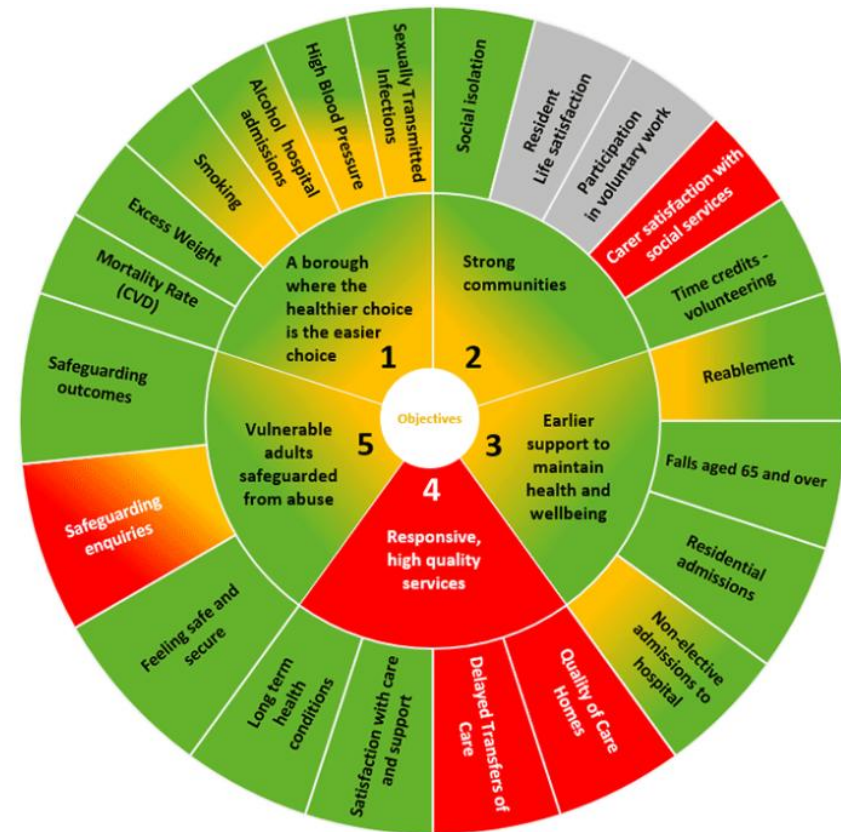 Objectives
1
A borough
where the
healthier choice
is the easier
choice
2
Strong
communities
3
Earlier
support to
maintain
health and
wellbeing
4
Responsive,
high quality
services
5
Vulnerable
adults
safeguarded
from abuse
Mortality Rate
(CVD)
Excess Weight
Smoking
Alcohol hospital
admissions
High Blood Pressure
Sexually Transmitted
Infections
Social isolation
Resident
Life satisfaction
Participation
in voluntary work
Carer satisfaction with
social services
Time credits -
volunteering
Reablement
Falls aged 65 and over
Residential
admissions
Non-elective
admissions to
hospital
Quality of Care
Homes
Delayed Transfers of
Care
Satisfaction with care
and support
Long term
health
conditions
Feeling safe and
secure
Safeguarding
enquiries
Safeguarding
outcomes